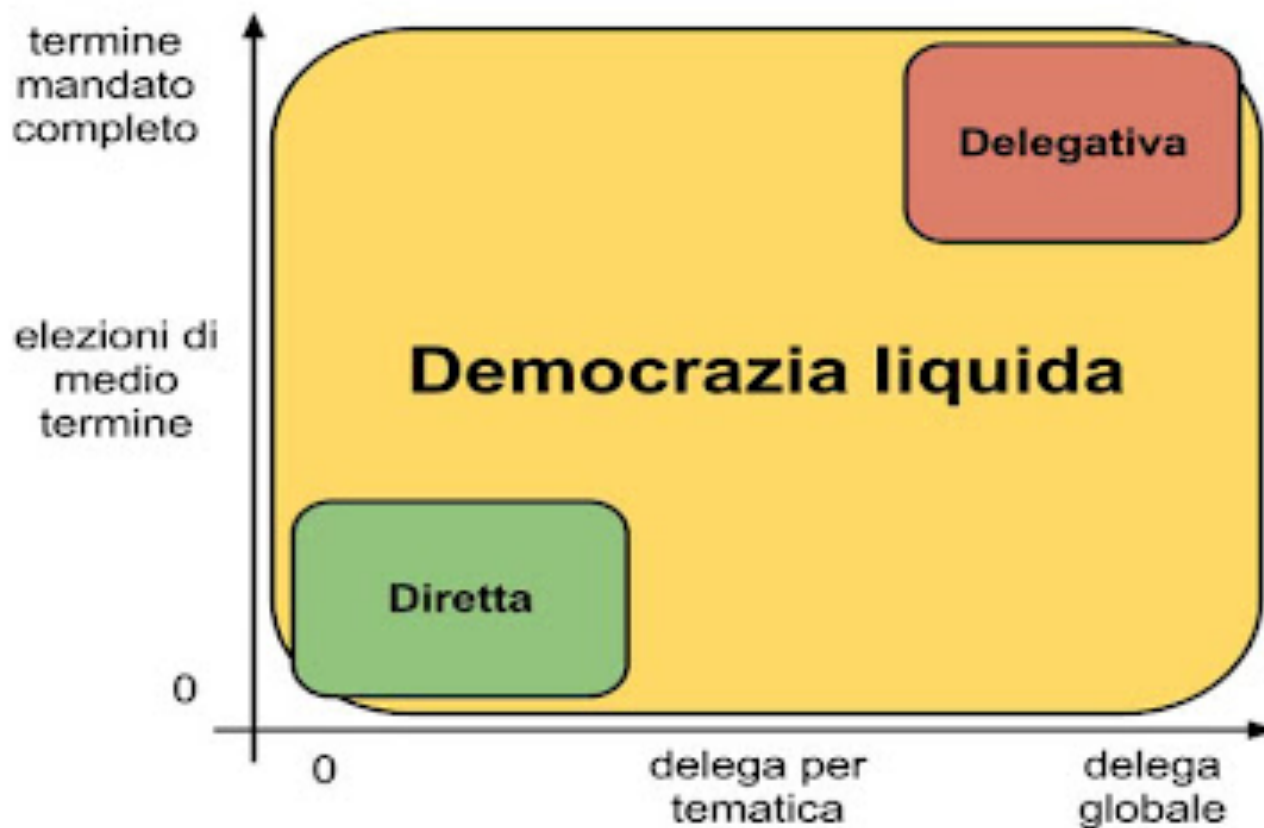 termine
mandato
completo
Delegativa
elezioni di
medio
termine
Democrazia liquida
Diretta
0
0
delega per
tematica
delega
globale